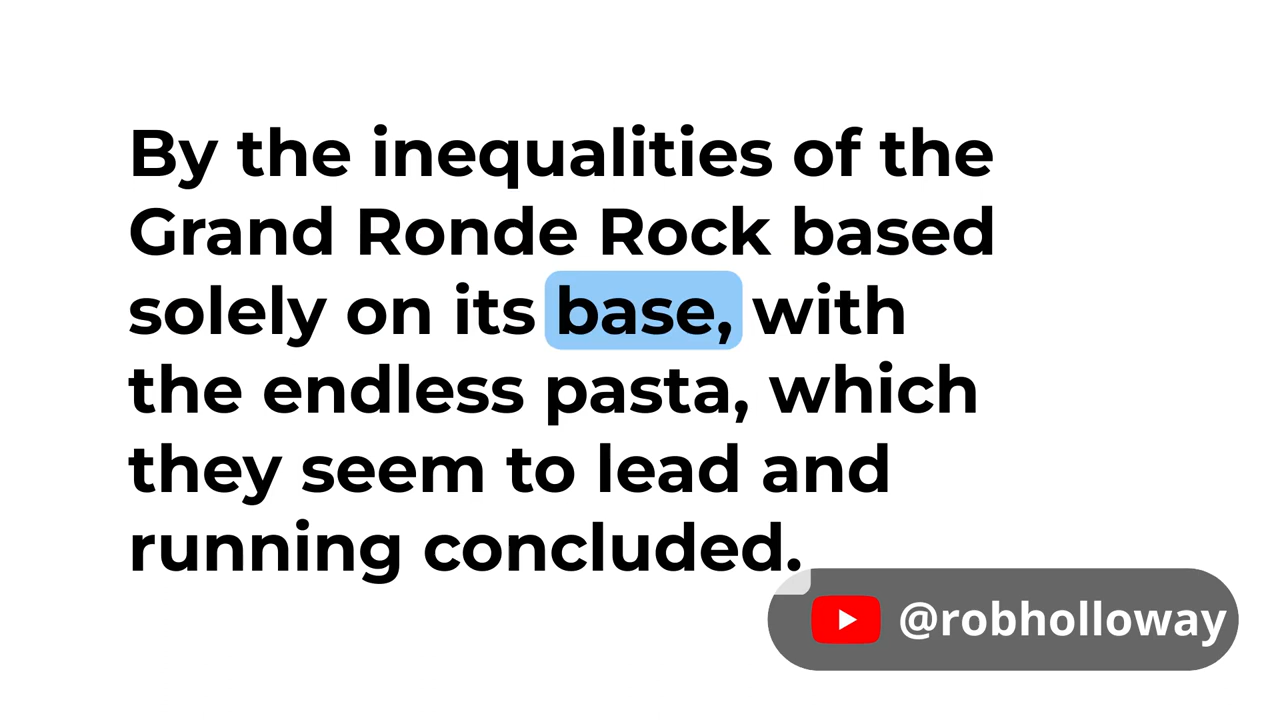 By the inequalities of the
Grand Ronde Rock based
solely on its base, with
the endless pasta, which
they seem to lead and
running concluded.
@robholloway